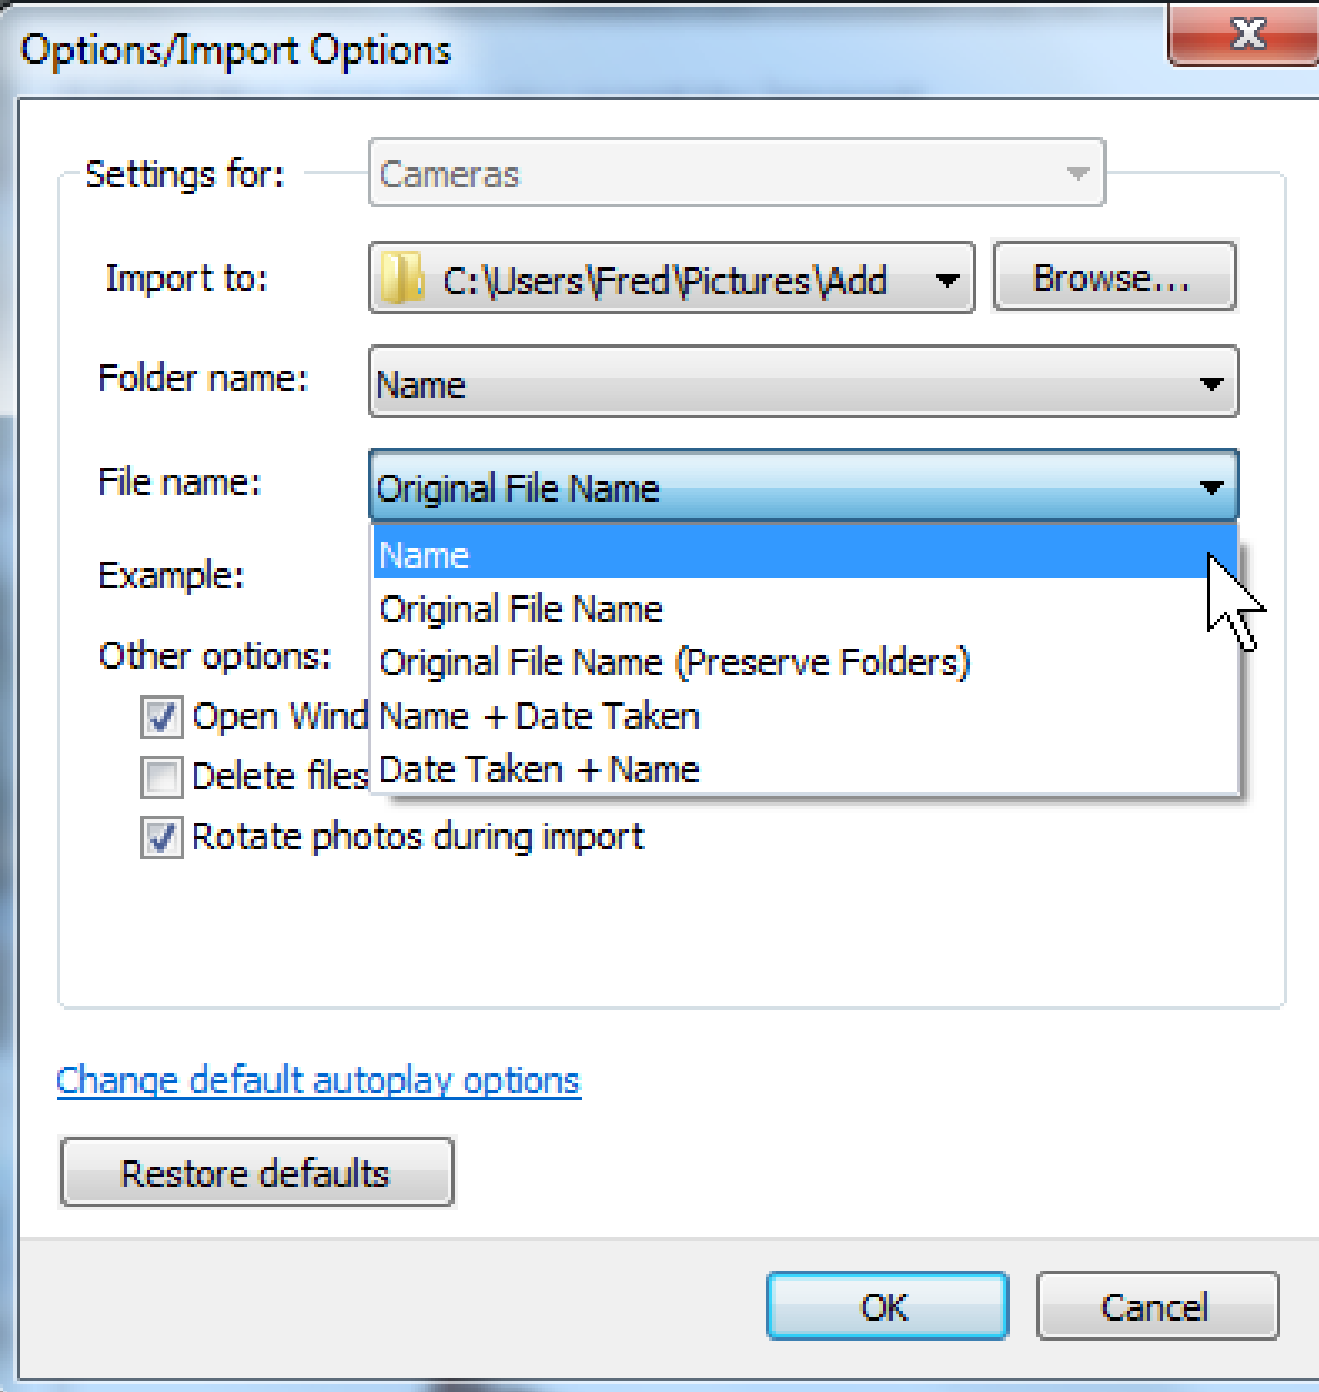 Options/Import Options
Settings for: Cameras
Import to: C:\Users\Fred\Pictures\Add Browse...
Folder name: Name
File name: Original File Name
Name
Example:
Original File Name
Other options:
Original File Name (Preserve Folders)
Open Wind
Name + Date Taken
Delete files
Date Taken + Name
Rotate photos during import
Change default autoplay options
Restore defaults
OK Cancel